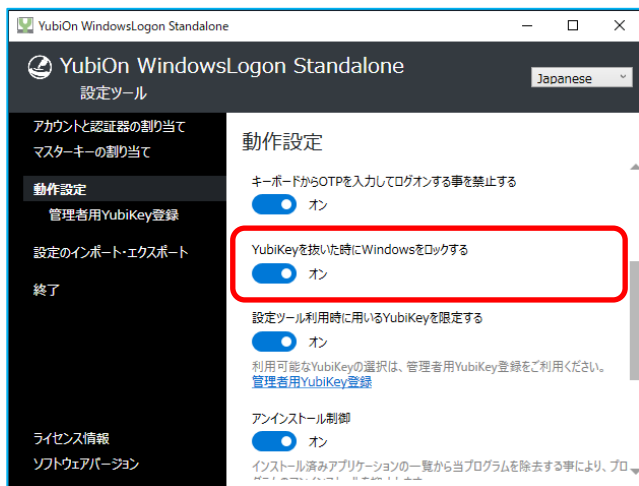 YubiOn WindowsLogon Standalone
YubiOn WindowsLogon Standalone
設定ツール
Japanese
アカウントと認証器の割り当て
マスターキーの割り当て
動作設定
管理者用YubiKey登録
設定のインポート・エクスポート
終了
ライセンス情報
ソフトウェアバージョン
動作設定
キーボードからOTPを入力してログオンする事を禁止する
オン
YubiKeyを抜いた時にWindowsをロックする
オン
設定ツール利用時に用いるYubiKeyを限定する
オン
利用可能なYubiKeyの選択は、管理者用YubiKey登録をご利用ください。
管理者用YubiKey登録
アンインストール制御
オン
インストール済みアプリケーションの一覧から当プログラムを除去する事により、プロ